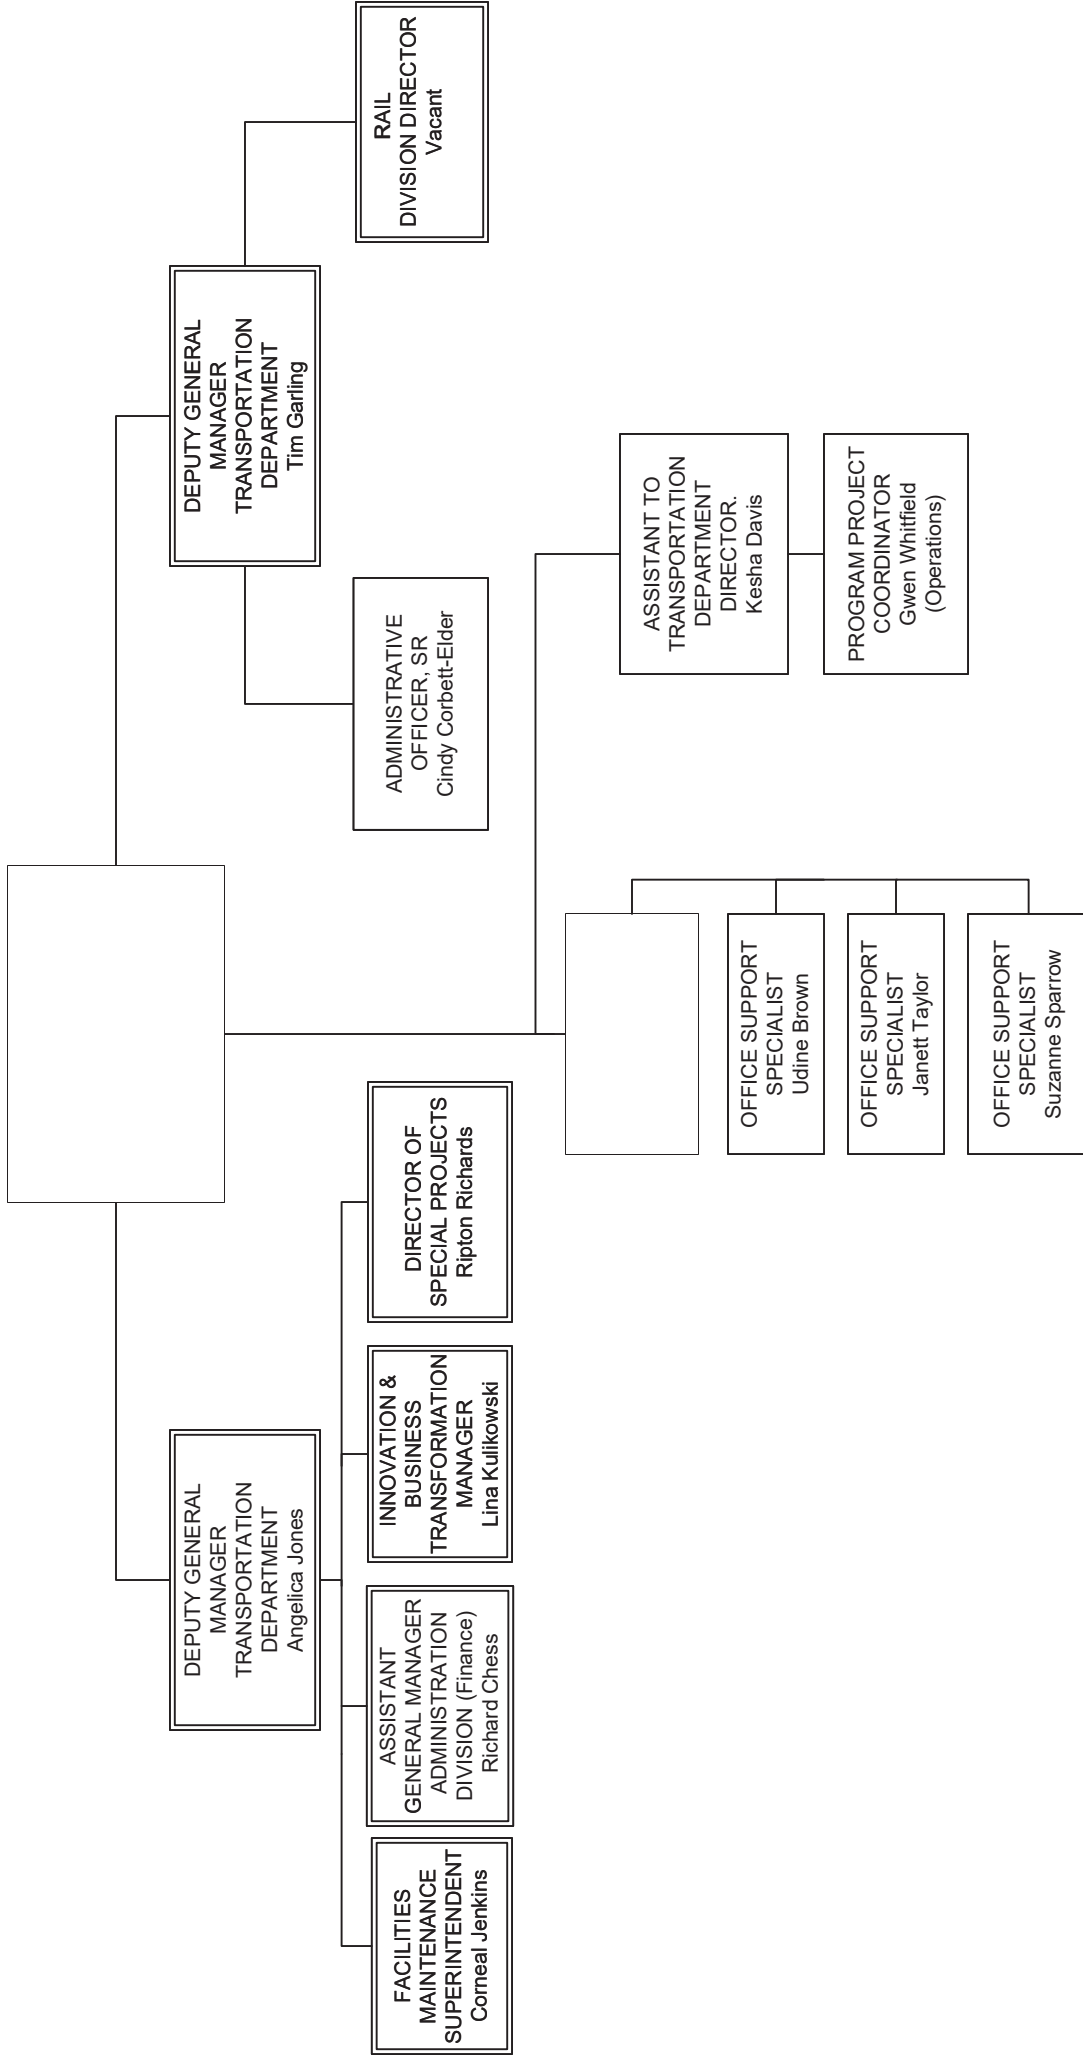 DEPUTY GENERAL
MANAGER
TRANSPORTATION
DEPARTMENT
Angelica Jones
DEPUTY GENERAL
MANAGER
TRANSPORTATION
DEPARTMENT
Tim Garling
FACILITIES
MAINTENANCE
SUPERINTENDENT
Corneal Jenkins
ASSISTANT
GENERAL MANAGER
ADMINISTRATION
DIVISION (Finance)
Richard Chess
INNOVATION &
BUSINESS
TRANSFORMATION
MANAGER
Lina Kulikowski
DIRECTOR OF
SPECIAL PROJECTS
Ripton Richards
ADMINISTRATIVE
OFFICER, SR
Cindy Corbett-Elder
RAIL
DIVISION DIRECTOR
Vacant
OFFICE SUPPORT
SPECIALIST
Udine Brown
OFFICE SUPPORT
SPECIALIST
Janett Taylor
OFFICE SUPPORT
SPECIALIST
Suzanne Sparrow
ASSISTANT TO
TRANSPORTATION
DEPARTMENT
DIRECTOR.
Kesha Davis
PROGRAM PROJECT
COORDINATOR
Gwen Whitfield
(Operations)